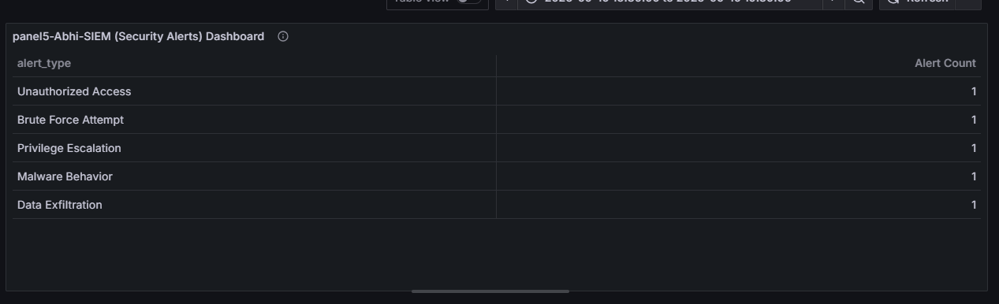 Table view
Refresh
panel5-Abhi-SIEM (Security Alerts) Dashboard
alert_type Alert Count
Unauthorized Access 1
Brute Force Attempt 1
Privilege Escalation 1
Malware Behavior 1
Data Exfiltration 1